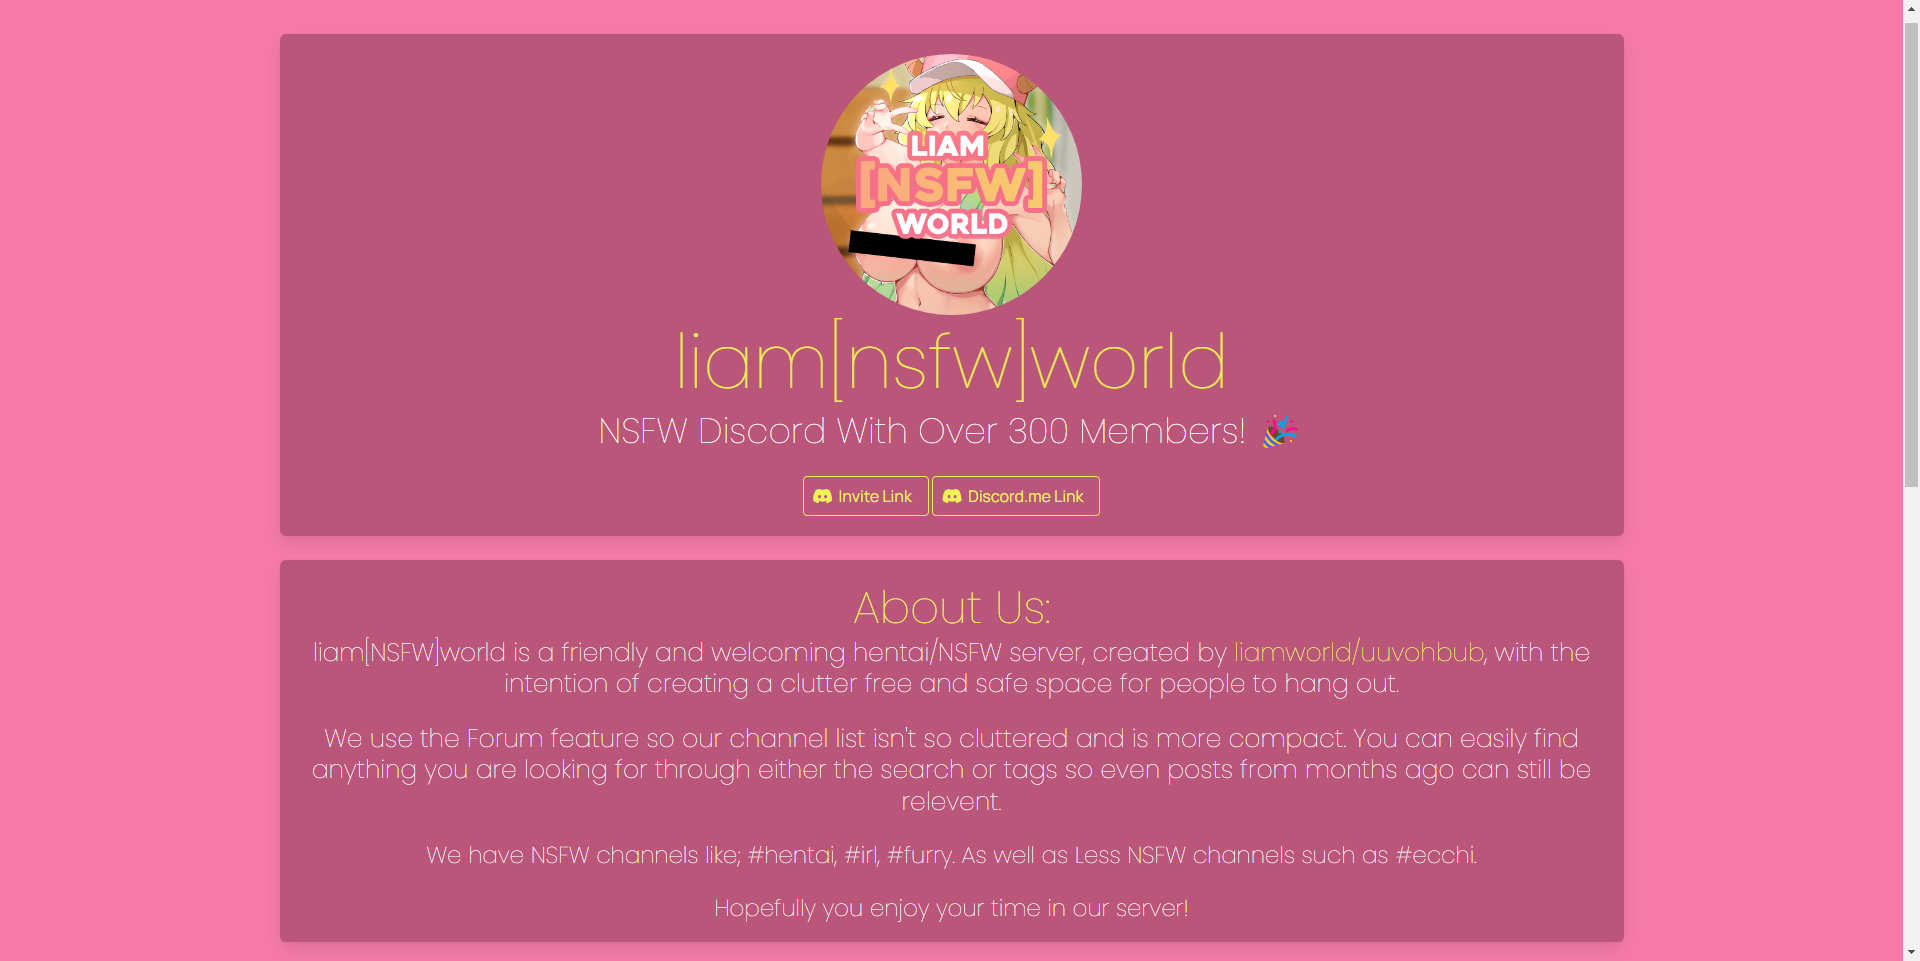 LIAM
[NSFW]
WORLD
liam[nsfw]world
NSFW Discord With Over 300 Members! 🎉
Invite Link
Discord.me Link
About Us:
liam[NSFW]world is a friendly and welcoming hentai/NSFW server, created by liamworld/uuvohbub, with the
intention of creating a clutter free and safe space for people to hang out.
We use the Forum feature so our channel list isn't so cluttered and is more compact. You can easily find
anything you are looking for through either the search or tags so even posts from months ago can still be
relevent.
We have NSFW channels like; #hentai, #irl, #furry. As well as Less NSFW channels such as #ecchi.
Hopefully you enjoy your time in our server!